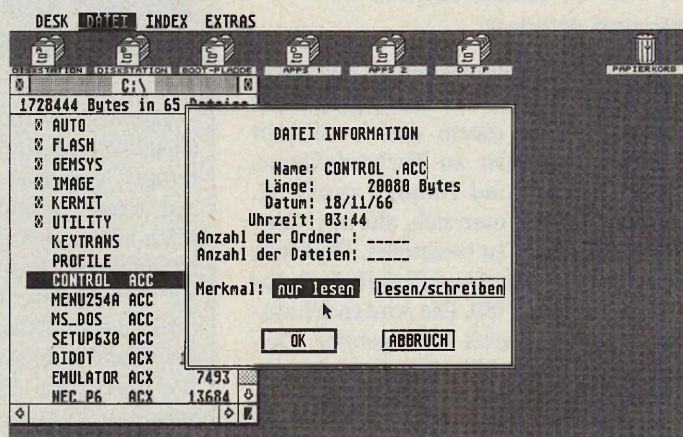 DESK DATEI INDEX EXTRAS
A B C D E F
DISKSTATION DISKSTATION BOOT-PLADDE APPS 1 APPS 2 D T P PAPIERKORB
C:\
1728444 Bytes in 65 Dateien
AUTO
FLASH
GEMSYS
IMAGE
KERMIT
UTILITY
KEYTRANS
PROFILE
CONTROL ACC
MENU254A ACC
MS_DOS ACC
SETUP630 ACC
DIDOT ACX 1
EMULATOR ACX 7493
NEC_P6 ACX 13684
DATEI INFORMATION
Name: CONTROL .ACC
Länge: 20080 Bytes
Datum: 18/11/66
Uhrzeit: 03:44
Anzahl der Ordner : _____
Anzahl der Dateien: _____
Merkmal: nur lesen lesen/schreiben
OK ABBRUCH